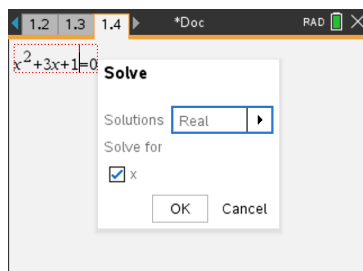 1.2 1.3 1.4 *Doc RAD
x²+3x+1=0
Solve
Solutions Real
Solve for
x
OK Cancel